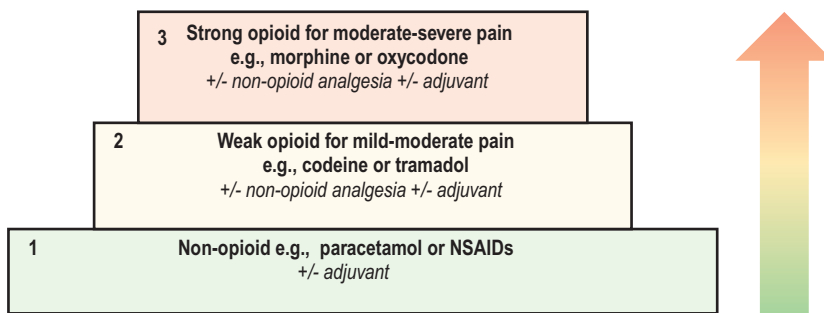 3 Strong opioid for moderate-severe pain
e.g., morphine or oxycodone
+/- non-opioid analgesia +/- adjuvant
2 Weak opioid for mild-moderate pain
e.g., codeine or tramadol
+/- non-opioid analgesia +/- adjuvant
1 Non-opioid e.g., paracetamol or NSAIDs
+/- adjuvant